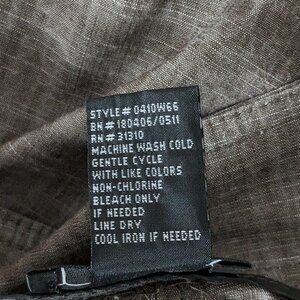 STYLE# 0410W66
BN# 180406/0511
RN# 31310
MACHINE WASH COLD
GENTLE CYCLE
WITH LIKE COLORS
NON-CHLORINE
BLEACH ONLY
IF NEEDED
LINE DRY
COOL IRON IF NEEDED